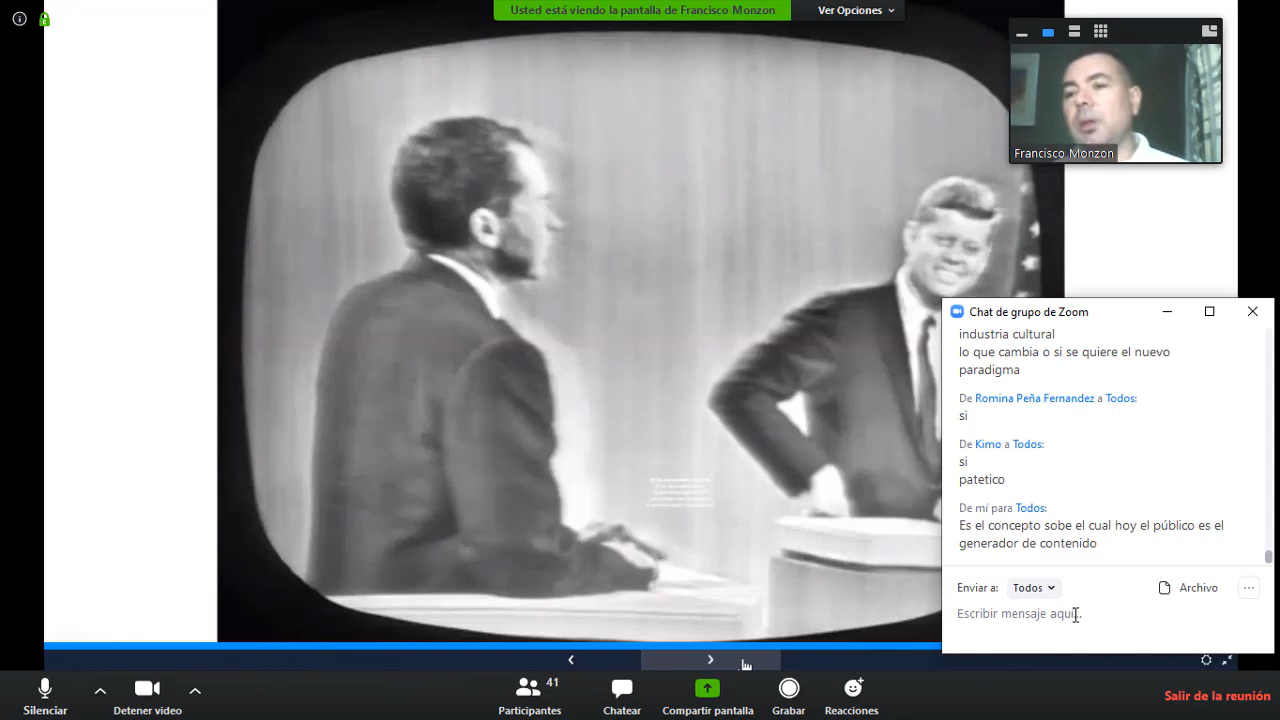 Usted está viendo la pantalla de Francisco Monzon
Ver Opciones
Francisco Monzon
Chat de grupo de Zoom
industria cultural
lo que cambia o si se quiere el nuevo
paradigma
De Romina Peña Fernandez a Todos:
si
De Kimo a Todos:
si
patetico
De mí para Todos:
Es el concepto sobe el cual hoy el público es el
generador de contenido
Enviar a: Todos
Archivo
Escribir mensaje aquí...
Silenciar
Detener video
41
Participantes
Chatear
Compartir pantalla
Grabar
Reacciones
Salir de la reunión